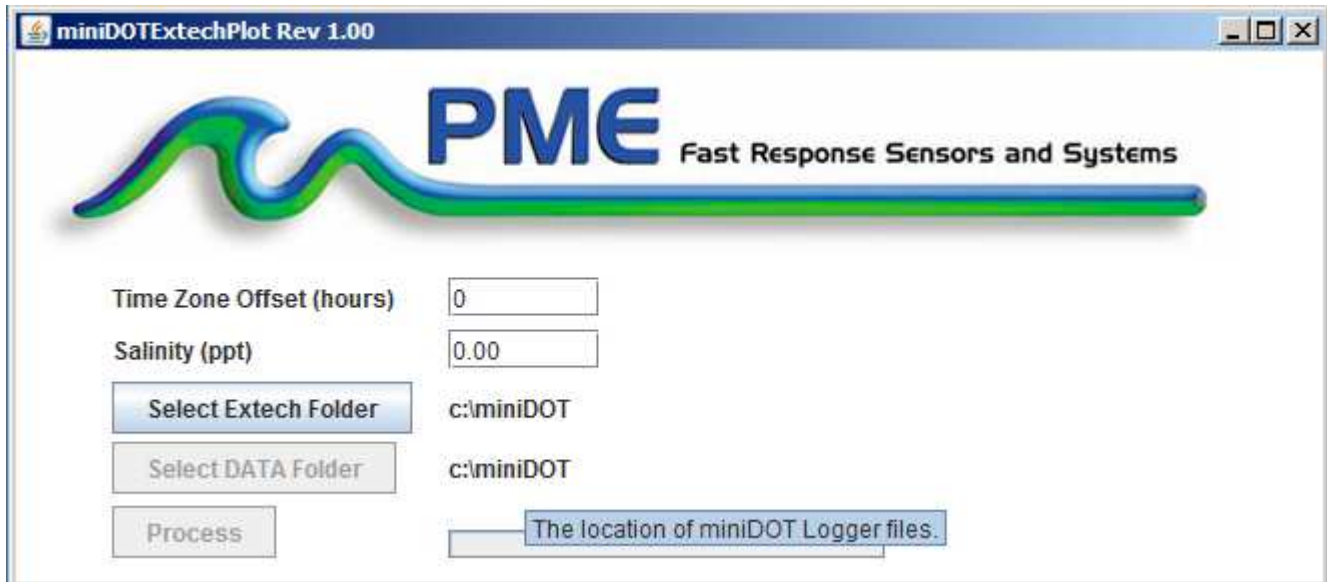 miniDOTExtechPlot Rev 1.00
PME Fast Response Sensors and Systems
Time Zone Offset (hours) 0
Salinity (ppt) 0.00
Select Extech Folder c:\miniDOT
Select DATA Folder c:\miniDOT
Process The location of miniDOT Logger files.